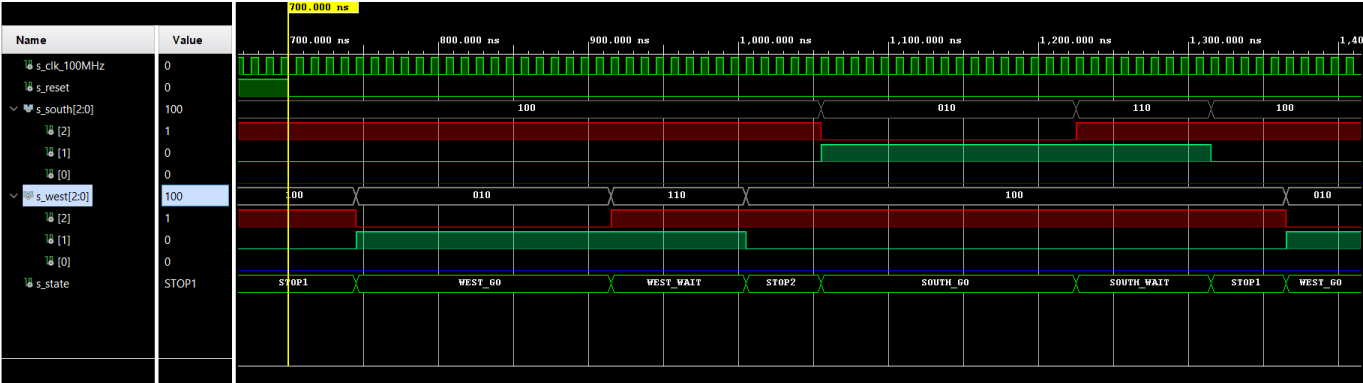 700.000 ns
Name Value 700.000 ns 800.000 ns 900.000 ns 1,000.000 ns 1,100.000 ns 1,200.000 ns 1,300.000 ns 1,40
s_clk_100MHz 0
s_reset 0
s_south[2:0] 100 100 010 110 100
[2] 1
[1] 0
[0] 0
s_west[2:0] 100 100 010 110 100 010
[2] 1
[1] 0
[0] 0
s_state STOP1 STOP1 WEST_GO WEST_WAIT STOP2 SOUTH_GO SOUTH_WAIT STOP1 WEST_GO